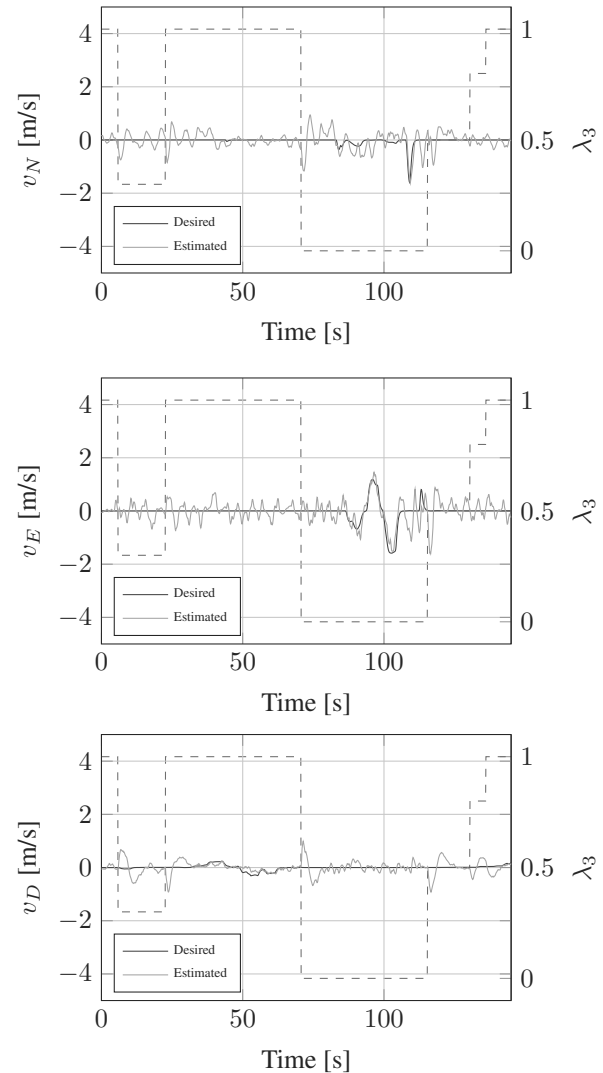 4
2
0
−2
−4
v_N [m/s]
1
0.5
0
λ_3
Desired
Estimated
0
50
100
Time [s]
4
2
0
−2
−4
v_E [m/s]
1
0.5
0
λ_3
Desired
Estimated
0
50
100
Time [s]
4
2
0
−2
−4
v_D [m/s]
1
0.5
0
λ_3
Desired
Estimated
0
50
100
Time [s]